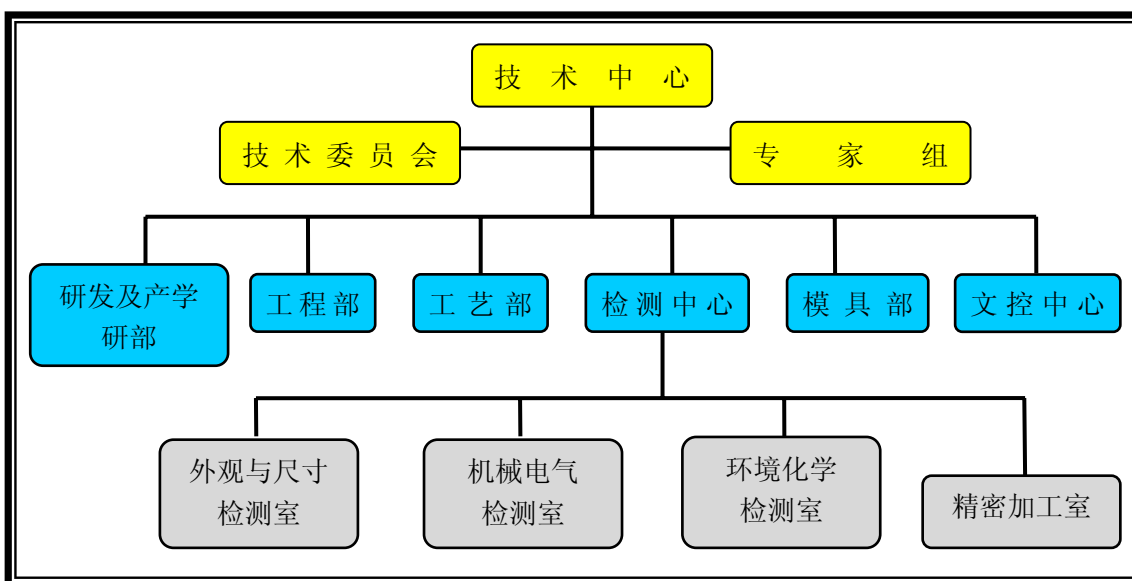 技术中心
技术委员会
专家组
研发及产学
研部
工程部
工艺部
检测中心
模具部
文控中心
外观与尺寸
检测室
机械电气
检测室
环境化学
检测室
精密加工室